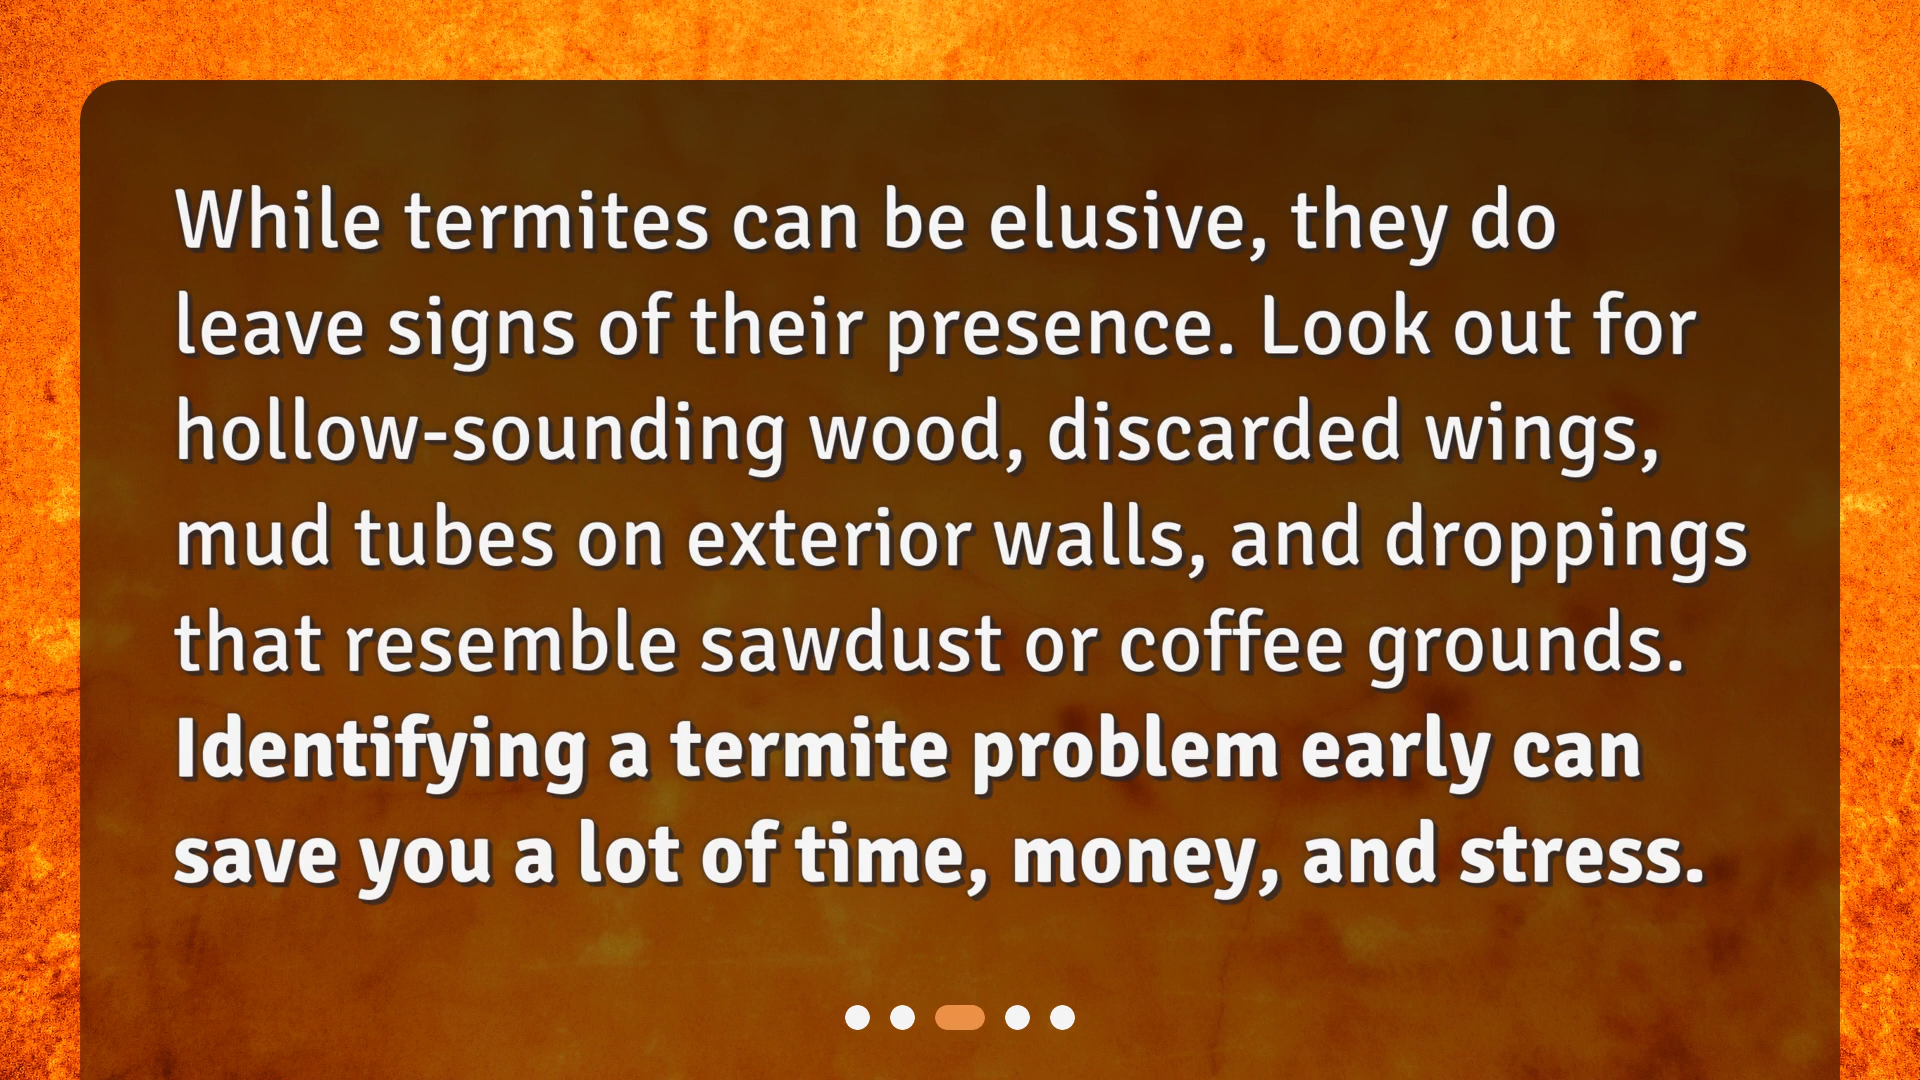 While termites can be elusive, they do
leave signs of their presence. Look out for
hollow-sounding wood, discarded wings,
mud tubes on exterior walls, and droppings
that resemble sawdust or coffee grounds.
Identifying a termite problem early can
save you a lot of time, money, and stress.